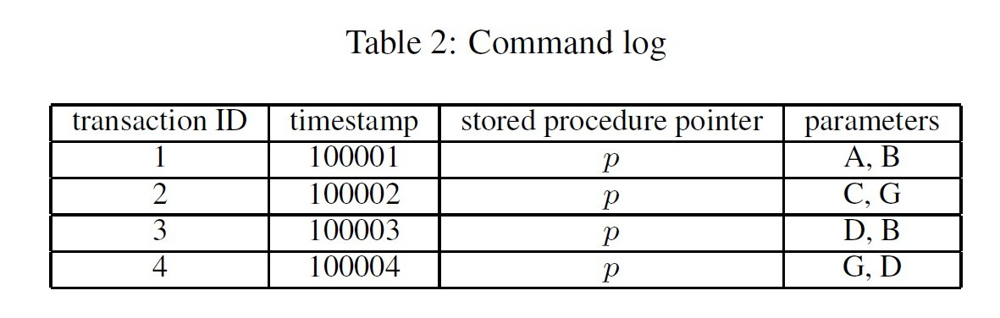 Table 2: Command log
transaction ID timestamp stored procedure pointer parameters
1 100001 p A, B
2 100002 p C, G
3 100003 p D, B
4 100004 p G, D